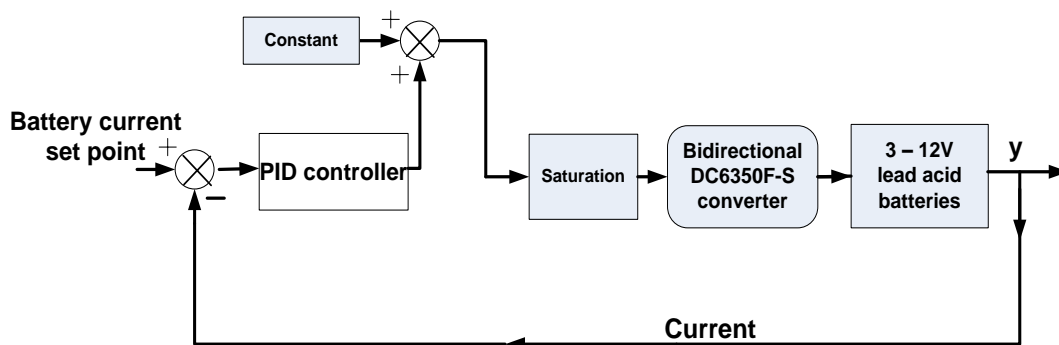 Constant
+
+
Battery current
set point
+
−
PID controller
Saturation
Bidirectional
DC6350F-S
converter
3 – 12V
lead acid
batteries
y
Current